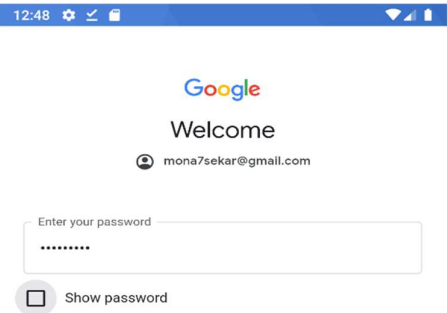 12:48
Google
Welcome
mona7sekar@gmail.com
Enter your password
•••••••••
Show password